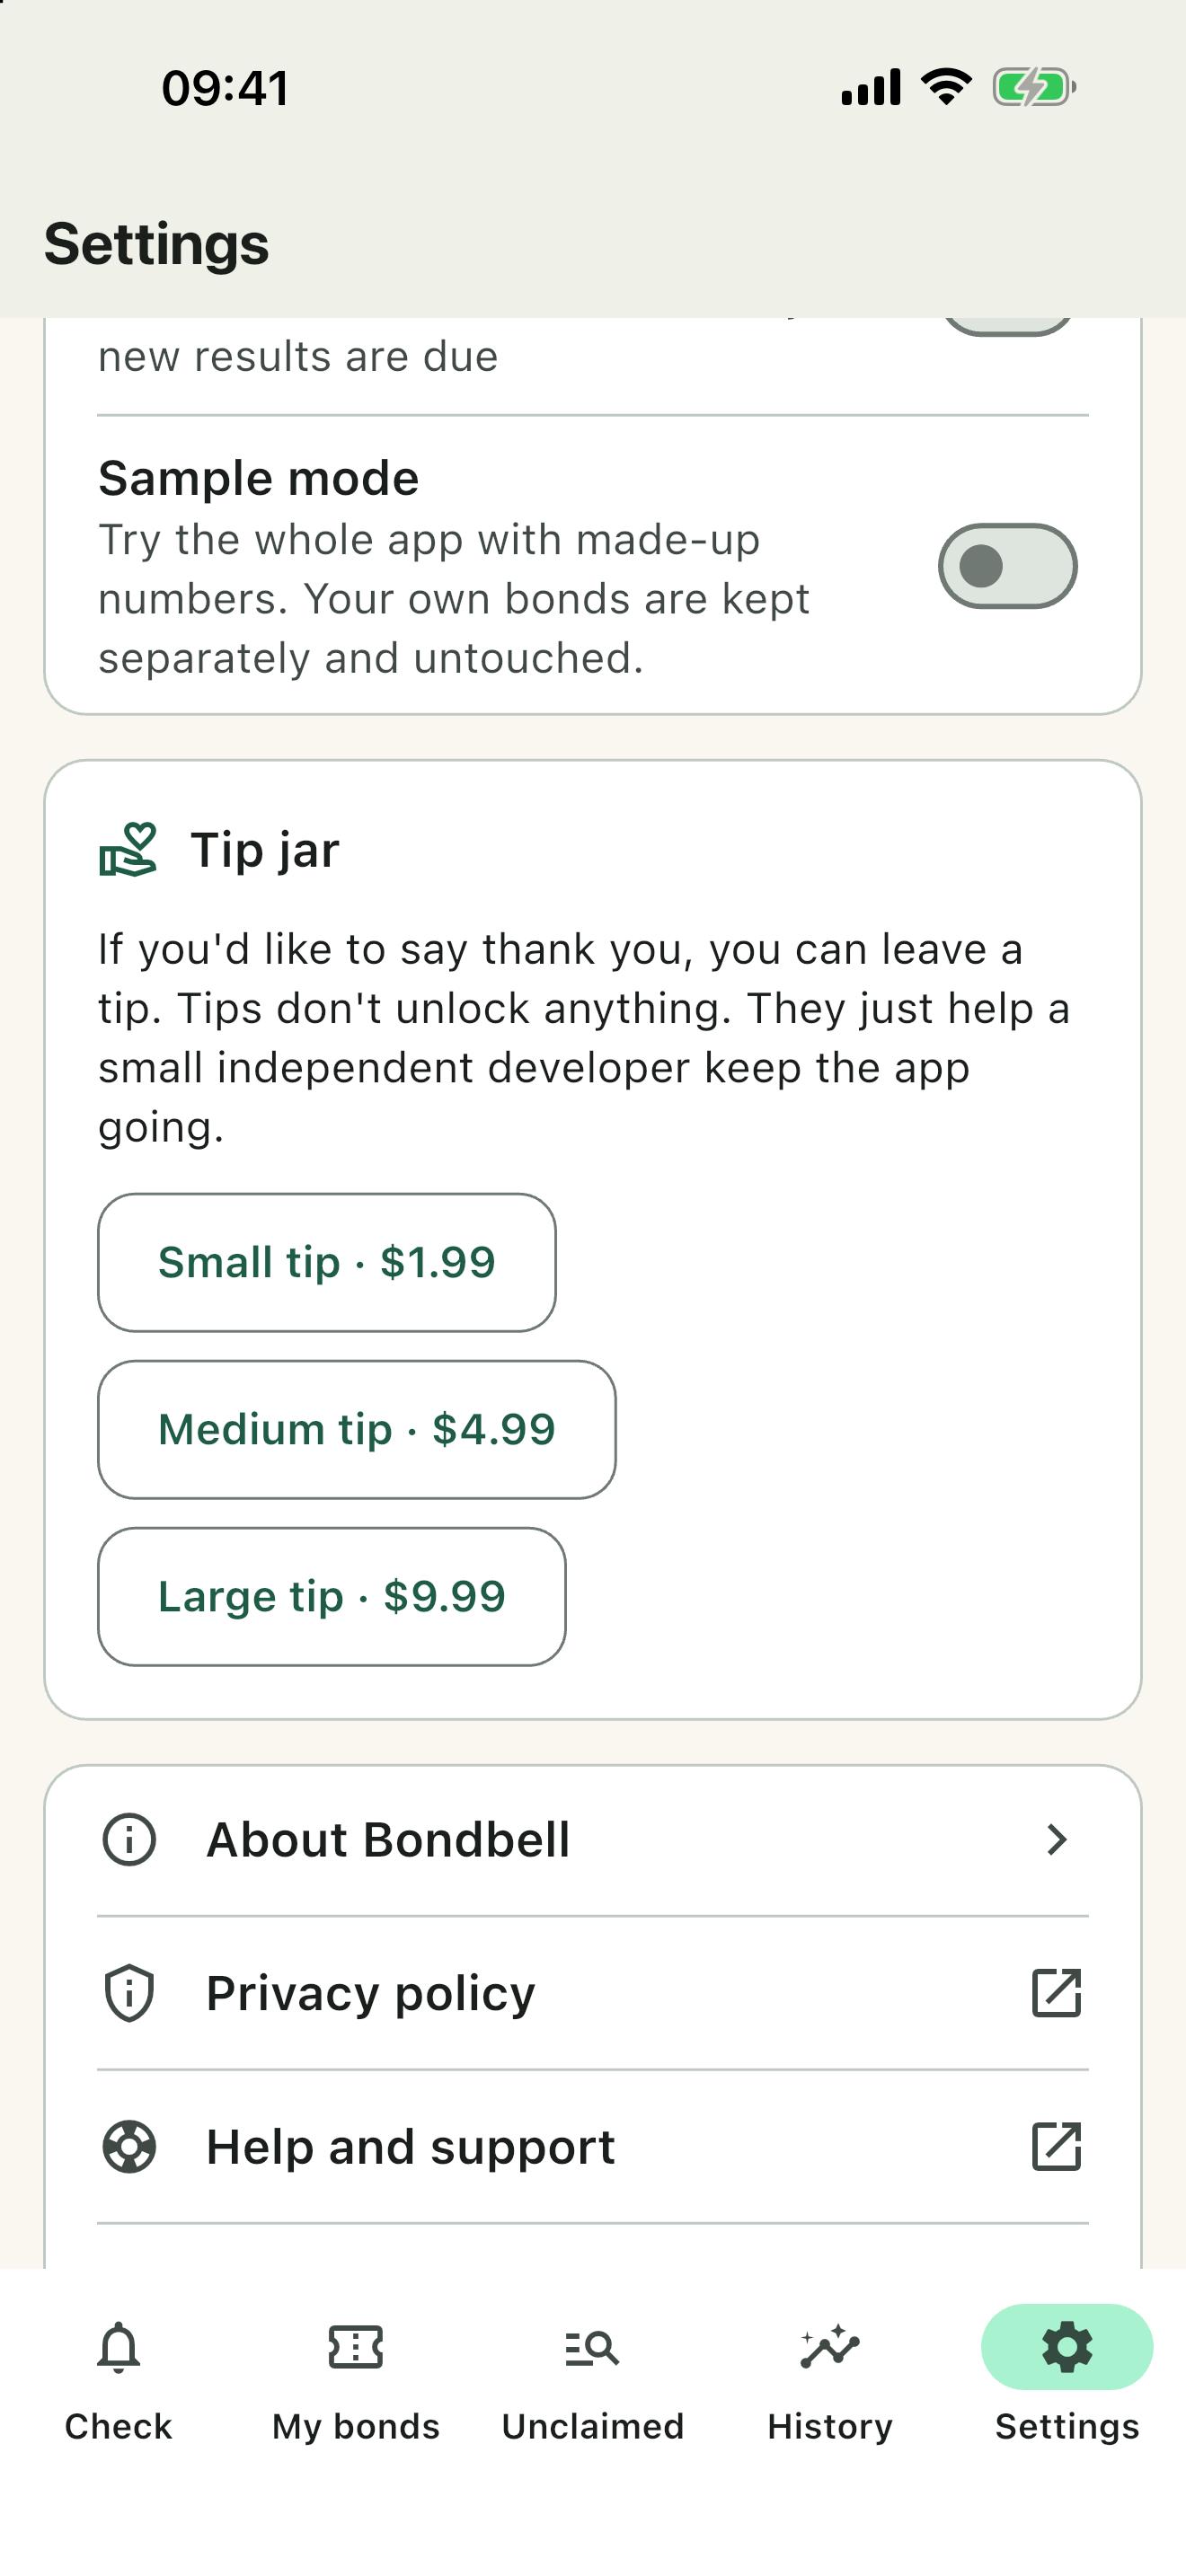 09:41
Settings
new results are due
Sample mode
Try the whole app with made-up
numbers. Your own bonds are kept
separately and untouched.
Tip jar
If you'd like to say thank you, you can leave a
tip. Tips don't unlock anything. They just help a
small independent developer keep the app
going.
Small tip · $1.99
Medium tip · $4.99
Large tip · $9.99
About Bondbell
Privacy policy
Help and support
Check
My bonds
Unclaimed
History
Settings